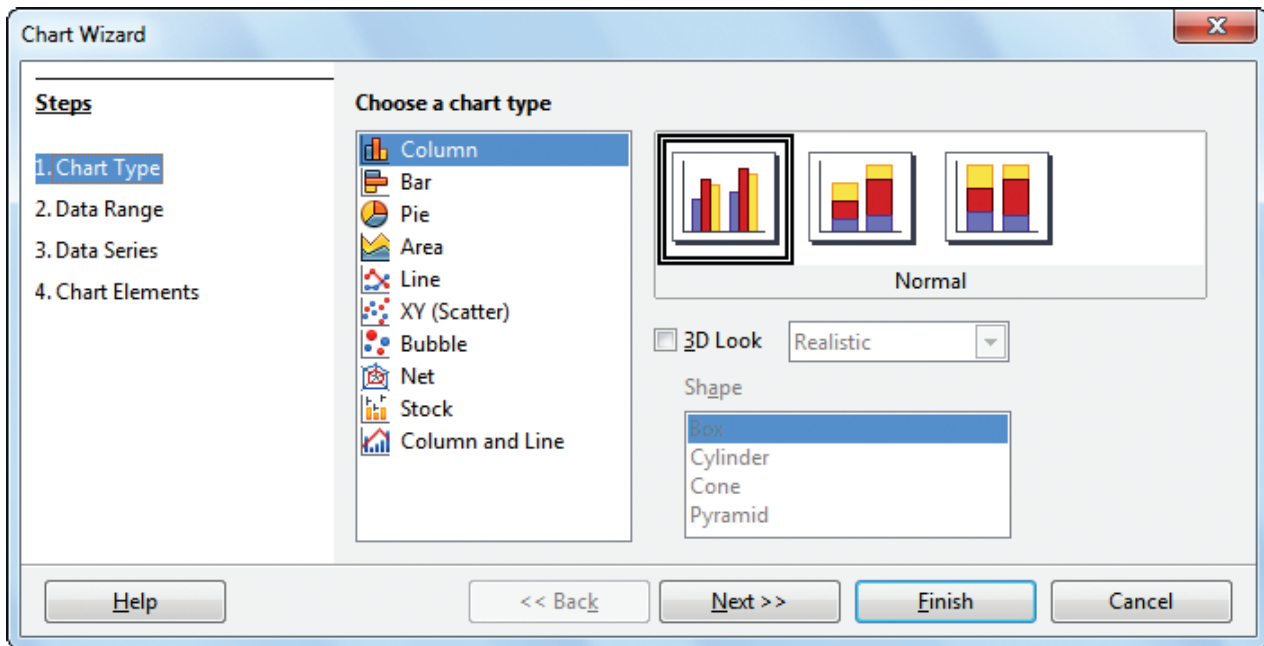 Chart Wizard
Steps
1. Chart Type
2. Data Range
3. Data Series
4. Chart Elements
Choose a chart type
Column
Bar
Pie
Area
Line
XY (Scatter)
Bubble
Net
Stock
Column and Line
Normal
3D Look
Realistic
Shape
Box
Cylinder
Cone
Pyramid
Help
<< Back
Next >>
Finish
Cancel